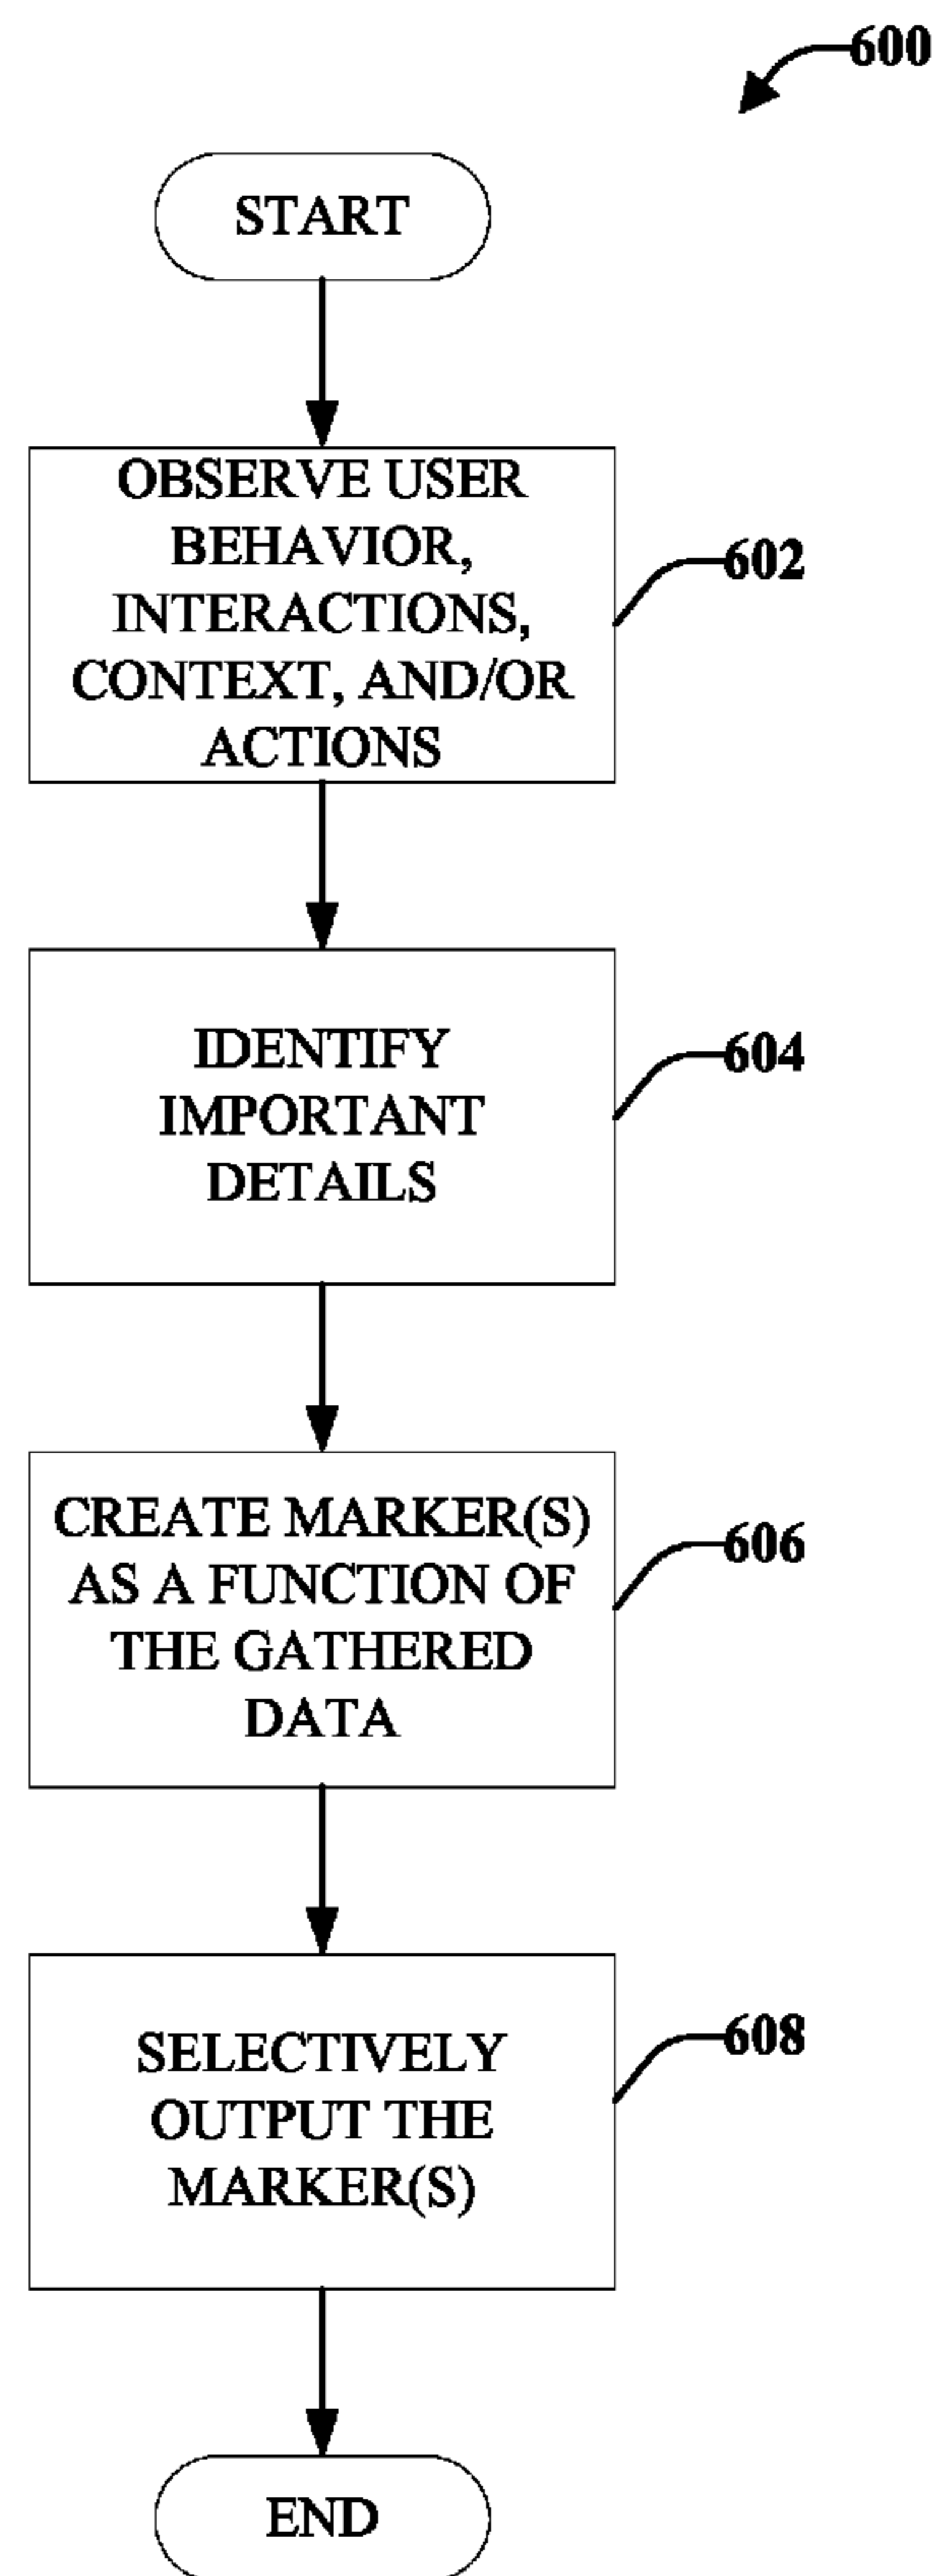 600
START
OBSERVE USER
BEHAVIOR,
INTERACTIONS,
CONTEXT, AND/OR
ACTIONS
602
IDENTIFY
IMPORTANT
DETAILS
604
CREATE MARKER(S)
AS A FUNCTION OF
THE GATHERED
DATA
606
SELECTIVELY
OUTPUT THE
MARKER(S)
608
END